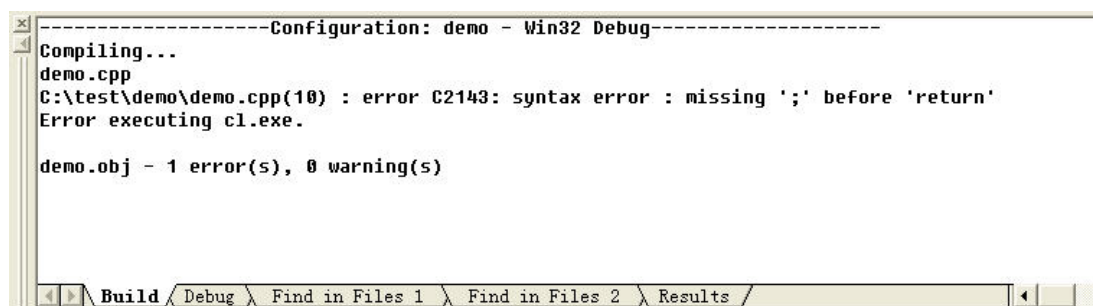 --------------------Configuration: demo - Win32 Debug--------------------
Compiling...
demo.cpp
C:\test\demo\demo.cpp(10) : error C2143: syntax error : missing ';' before 'return'
Error executing cl.exe.
demo.obj - 1 error(s), 0 warning(s)
Build Debug Find in Files 1 Find in Files 2 Results